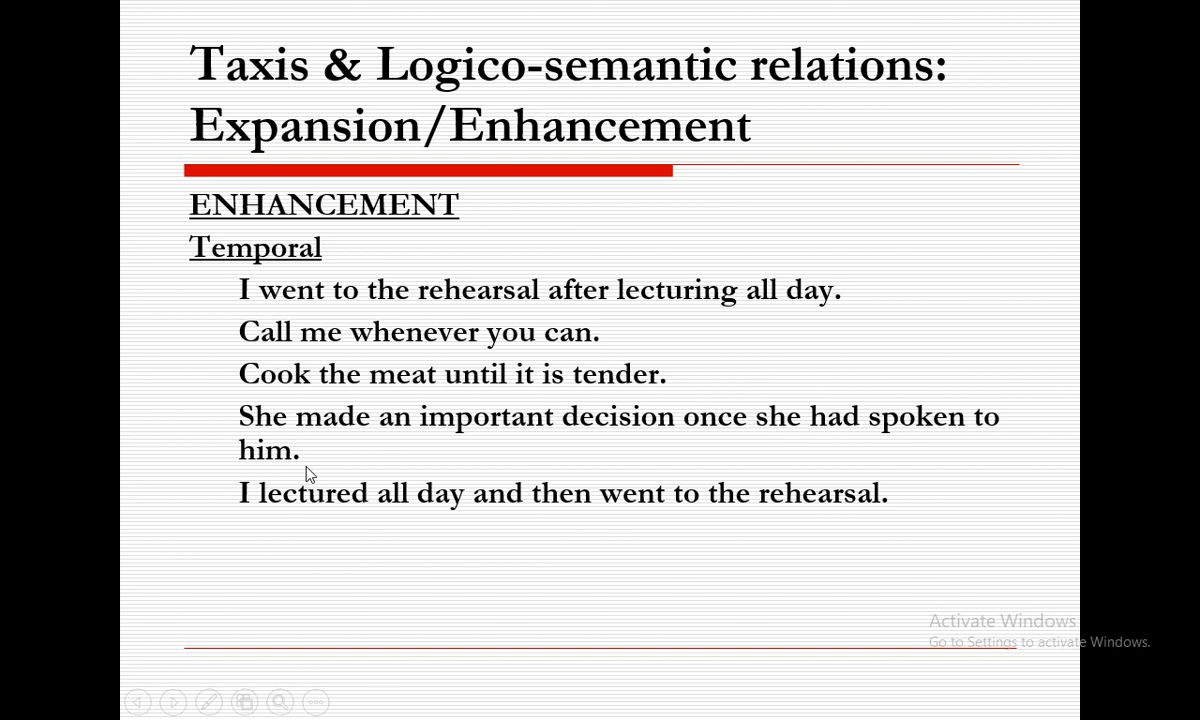 Taxis & Logico-semantic relations:
Expansion/Enhancement
ENHANCEMENT
Temporal
I went to the rehearsal after lecturing all day.
Call me whenever you can.
Cook the meat until it is tender.
She made an important decision once she had spoken to
him.
I lectured all day and then went to the rehearsal.
Activate Windows
Go to Settings to activate Windows.